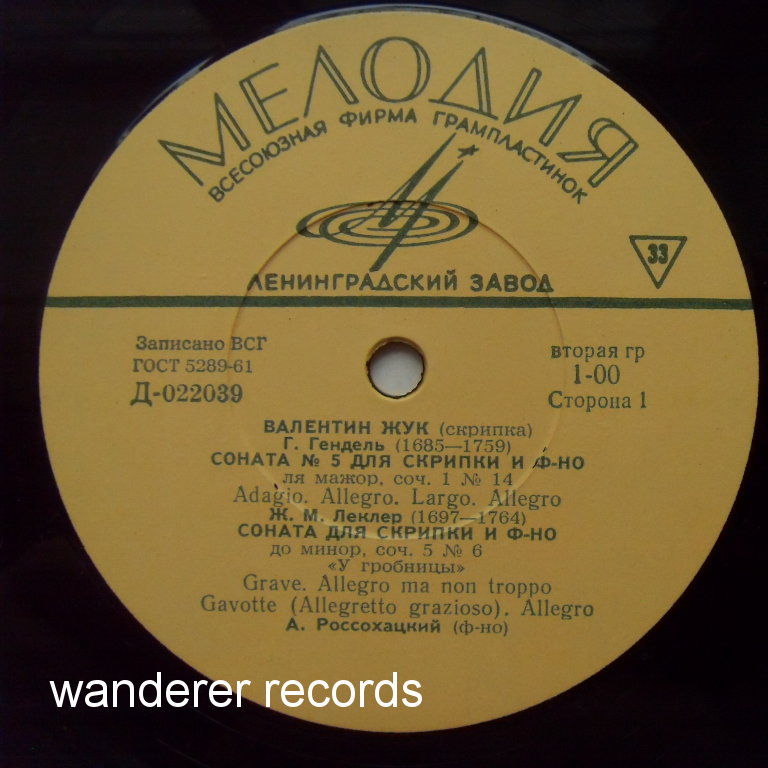 МЕЛОДИЯ
ВСЕСОЮЗНАЯ ФИРМА ГРАМПЛАСТИНОК
33
ЛЕНИНГРАДСКИЙ ЗАВОД
Записано ВСГ
ГОСТ 5289-61
Д-022039
вторая гр
1-00
Сторона 1
ВАЛЕНТИН ЖУК (скрипка)
Г. Гендель (1685—1759)
СОНАТА № 5 ДЛЯ СКРИПКИ И Ф-НО
ля мажор, соч. 1 № 14
Adagio. Allegro. Largo. Allegro
Ж. М. Леклер (1697—1764)
СОНАТА ДЛЯ СКРИПКИ И Ф-НО
до минор, соч. 5 № 6
«У гробницы»
Grave. Allegro ma non troppo
Gavotte (Allegretto grazioso). Allegro
А. Россохацкий (ф-но)
wanderer records